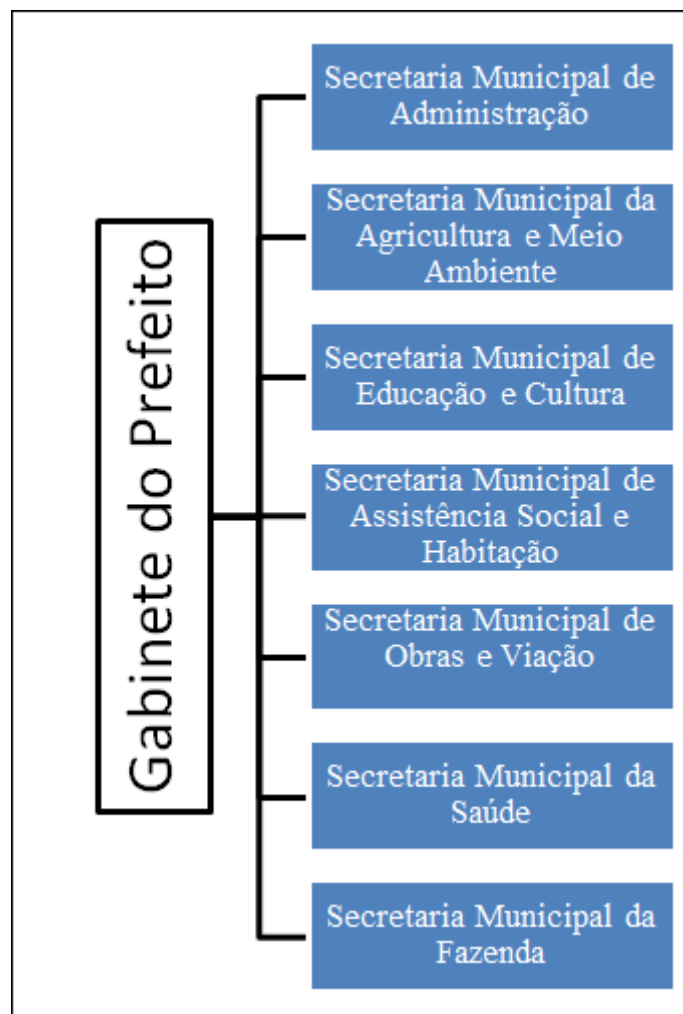 Gabinete do Prefeito
Secretaria Municipal de
Administração
Secretaria Municipal da
Agricultura e Meio
Ambiente
Secretaria Municipal de
Educação e Cultura
Secretaria Municipal de
Assistência Social e
Habitação
Secretaria Municipal de
Obras e Viação
Secretaria Municipal da
Saúde
Secretaria Municipal da
Fazenda